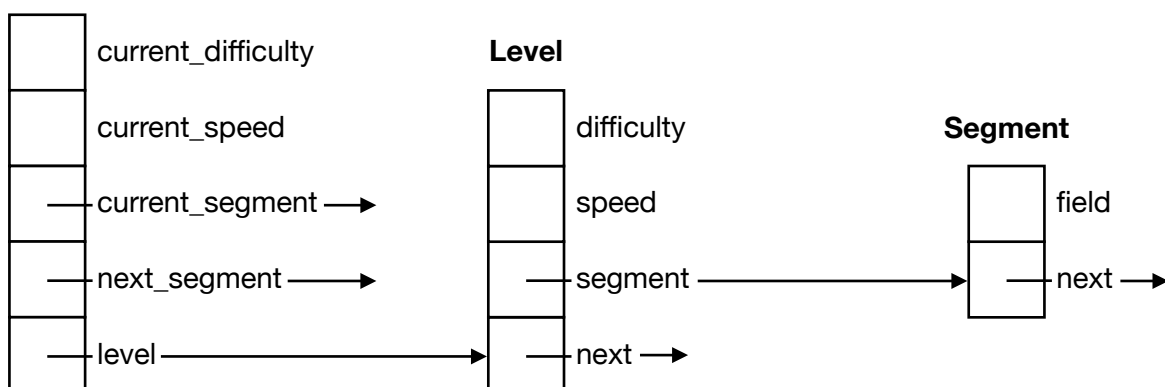 current_difficulty
current_speed
current_segment
next_segment
level
Level
difficulty
speed
segment
next
Segment
field
next